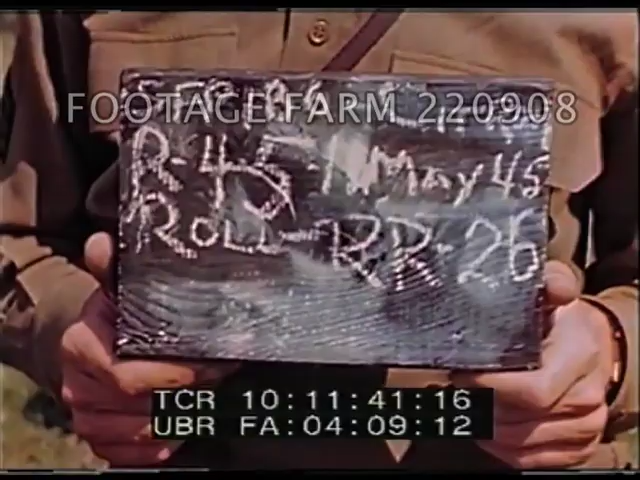 FOOTAGE FARM 220908
R-45-1 May 45
ROLL-RR-26
TCR 10:11:41:16
UBR FA:04:09:12